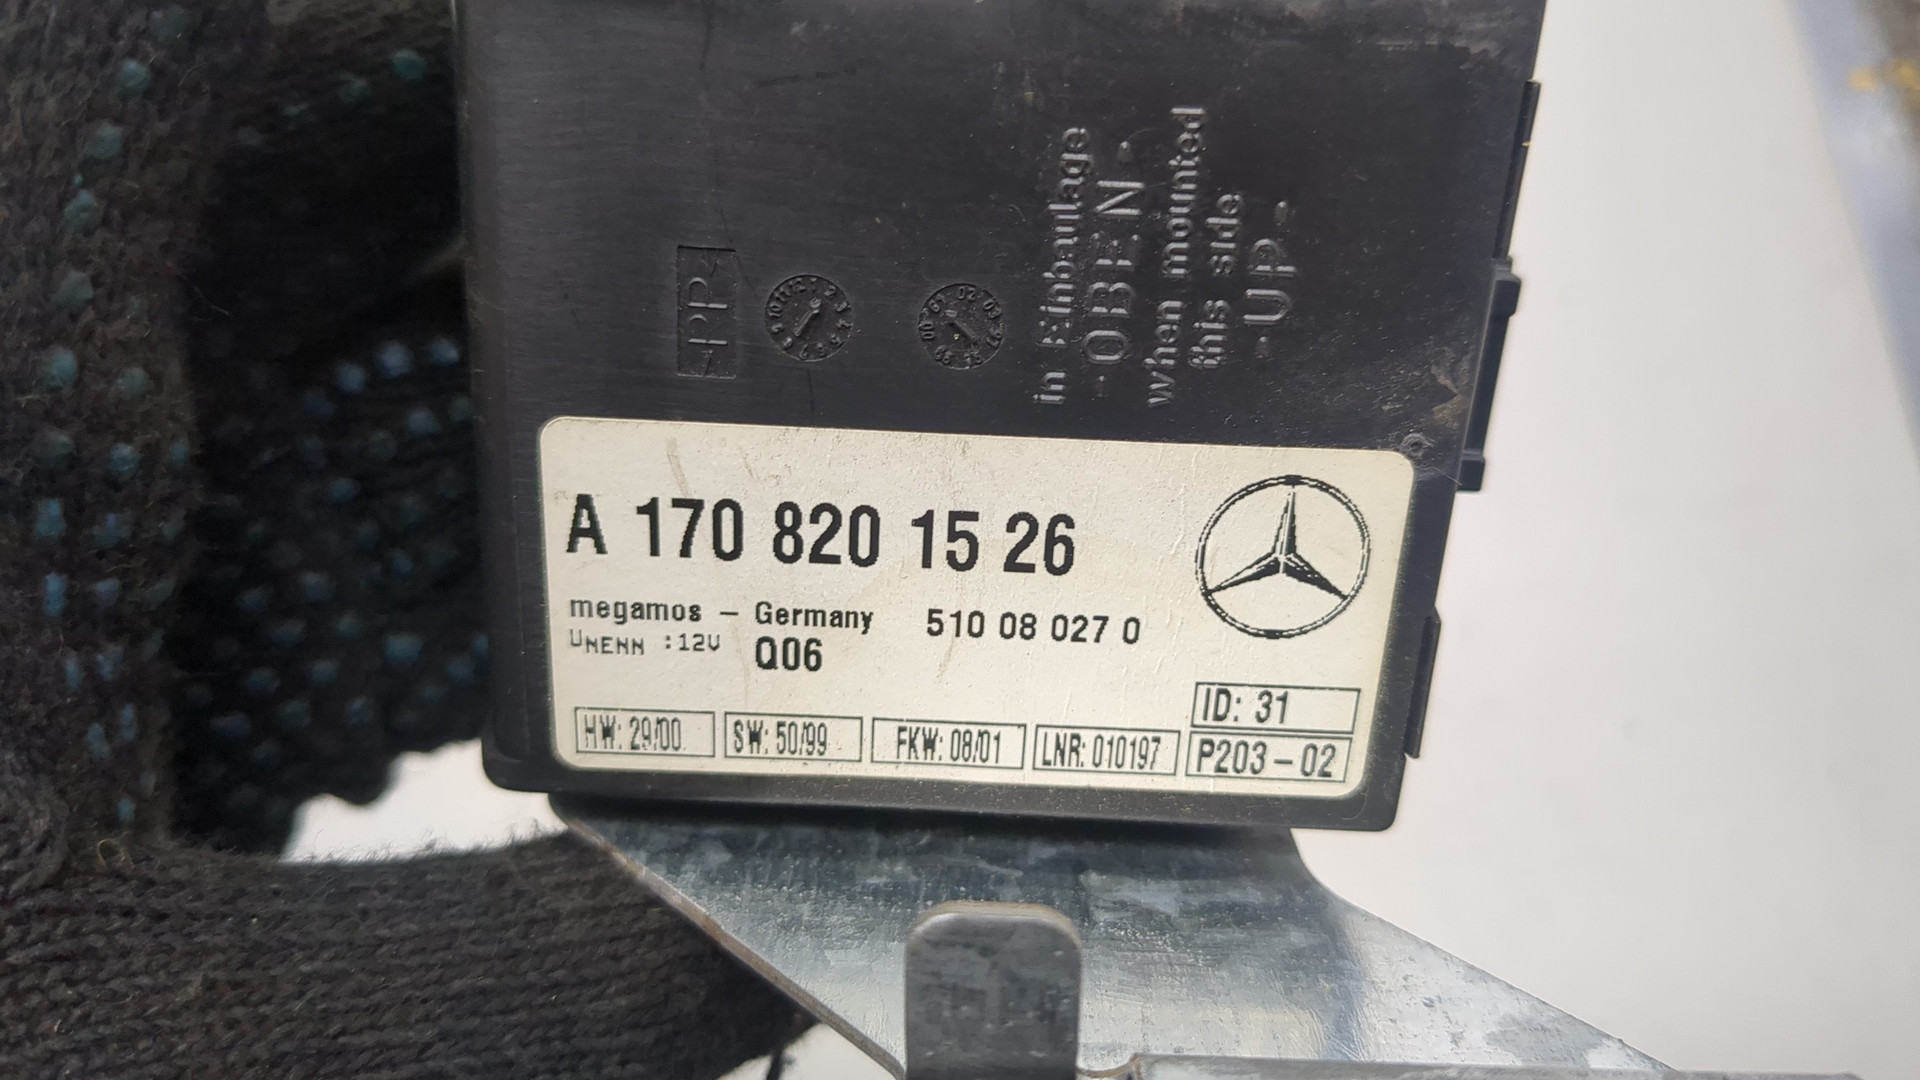 in Einbaulage
-OBEN-
when mounted
this side
-UP-
>PP<
A 170 820 15 26
megamos – Germany 510 08 027 0
UNENN :12V Q06
ID: 31
HW: 29/00 SW: 50/99 FKW: 08/01 LNR: 010197 P203-02